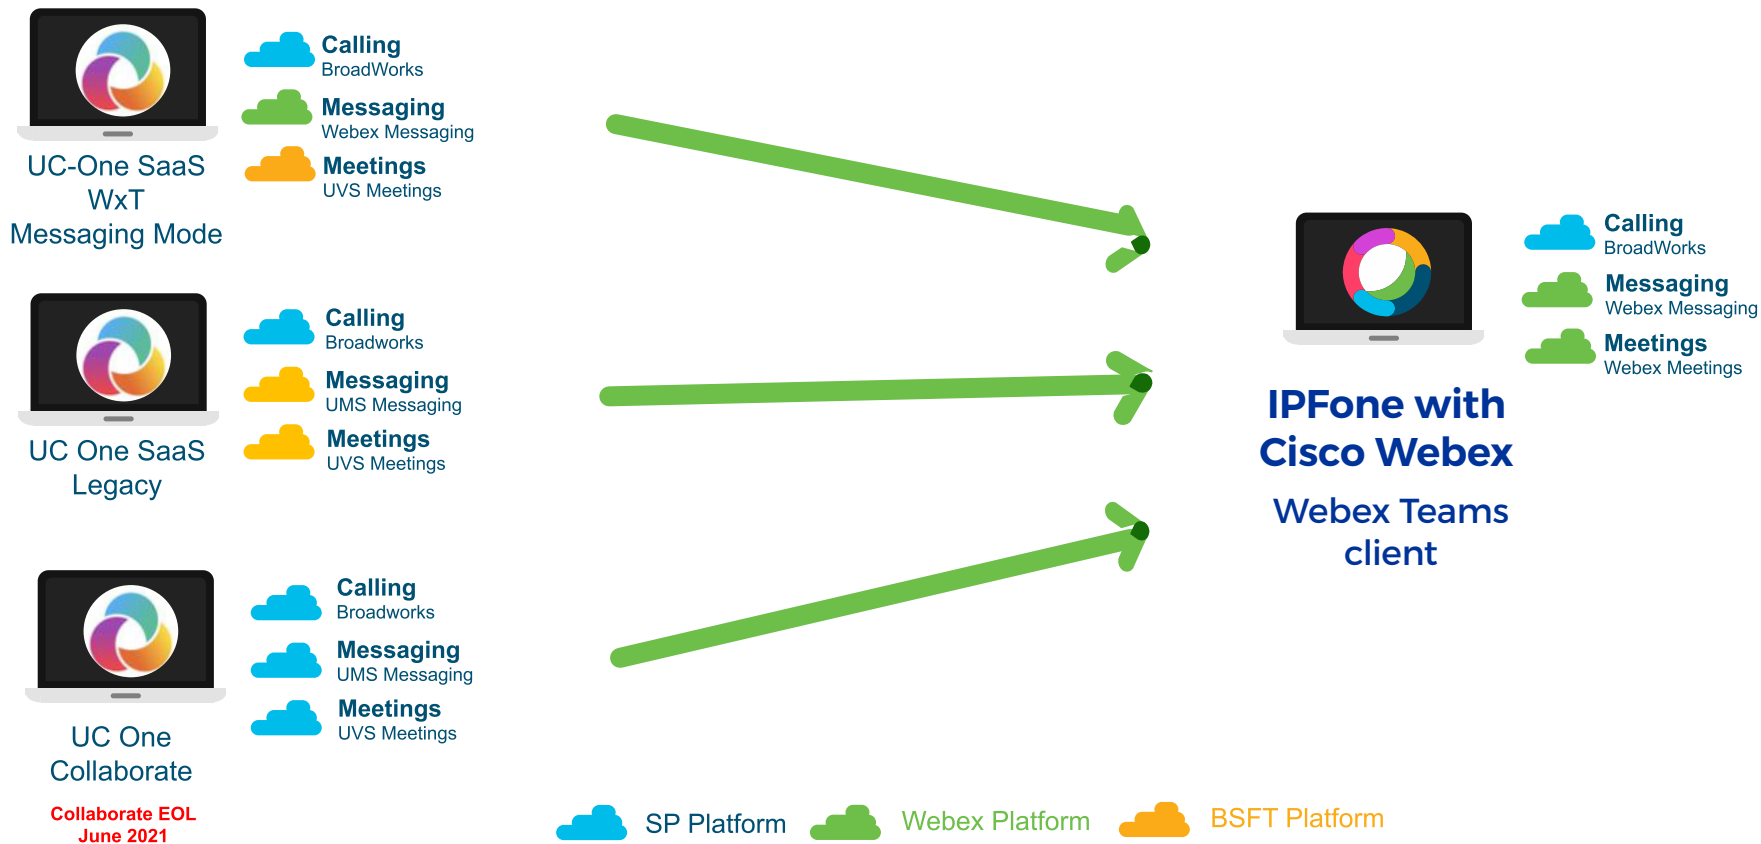 Calling
BroadWorks
Messaging
Webex Messaging
Meetings
UVS Meetings
UC-One SaaS
WxT
Messaging Mode
Calling
Broadworks
Messaging
UMS Messaging
Meetings
UVS Meetings
UC One SaaS
Legacy
Calling
Broadworks
Messaging
UMS Messaging
Meetings
UVS Meetings
UC One
Collaborate
Collaborate EOL
June 2021
Calling
BroadWorks
Messaging
Webex Messaging
Meetings
Webex Meetings
IPFone with
Cisco Webex
Webex Teams
client
SP Platform
Webex Platform
BSFT Platform